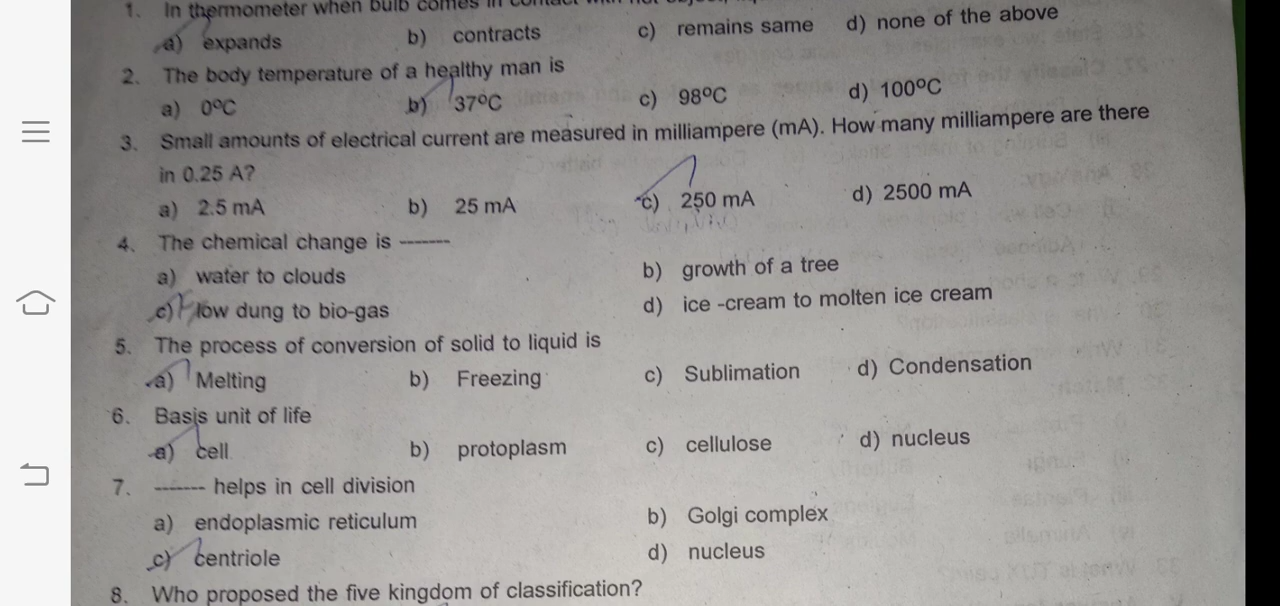 1. In thermometer when bulb comes in contact with hot object, liq
a) expands b) contracts c) remains same d) none of the above
2. The body temperature of a healthy man is
a) 0°C b) 37°C c) 98°C d) 100°C
3. Small amounts of electrical current are measured in milliampere (mA). How many milliampere are there
in 0.25 A?
a) 2.5 mA b) 25 mA c) 250 mA d) 2500 mA
4. The chemical change is -------
a) water to clouds b) growth of a tree
c) low dung to bio-gas d) ice -cream to molten ice cream
5. The process of conversion of solid to liquid is
a) Melting b) Freezing c) Sublimation d) Condensation
6. Basis unit of life
a) cell b) protoplasm c) cellulose d) nucleus
7. ------- helps in cell division
a) endoplasmic reticulum b) Golgi complex
c) centriole d) nucleus
8. Who proposed the five kingdom of classification?